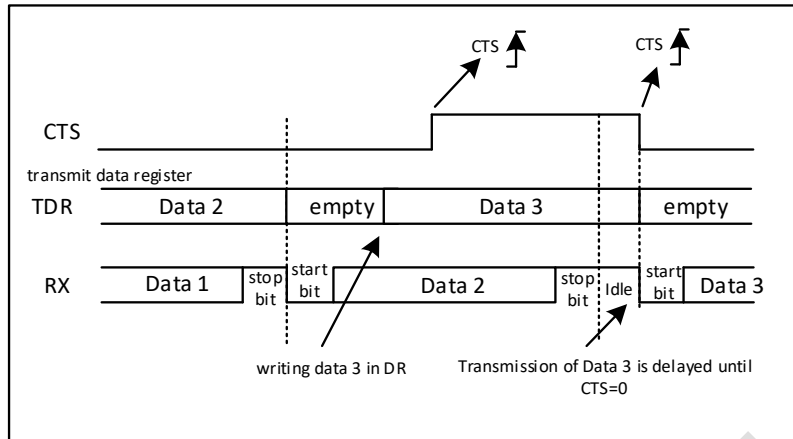 CTS
CTS
CTS
transmit data register
TDR
Data 2
empty
Data 3
empty
RX
Data 1
stop
bit
start
bit
Data 2
stop
bit
Idle
start
bit
Data 3
writing data 3 in DR
Transmission of Data 3 is delayed until
CTS=0